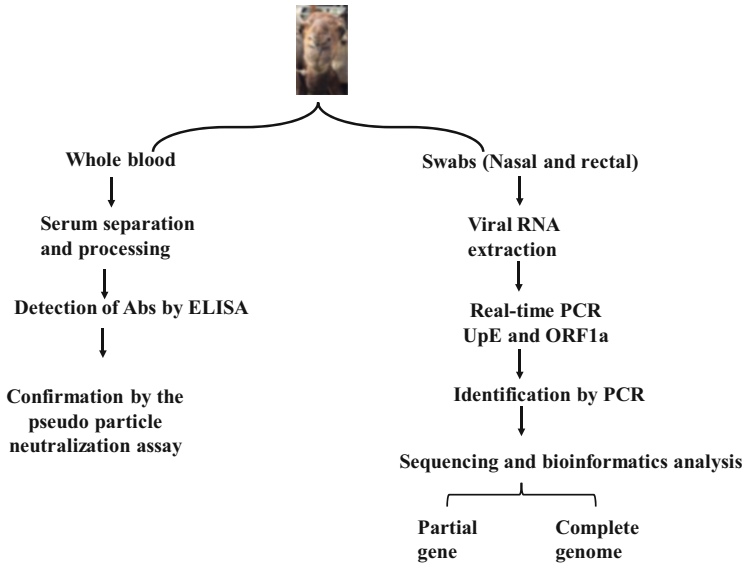 Whole blood
Serum separation
and processing
Detection of Abs by ELISA
Confirmation by the
pseudo particle
neutralization assay
Swabs (Nasal and rectal)
Viral RNA
extraction
Real-time PCR
UpE and ORF1a
Identification by PCR
Sequencing and bioinformatics analysis
Partial
gene
Complete
genome